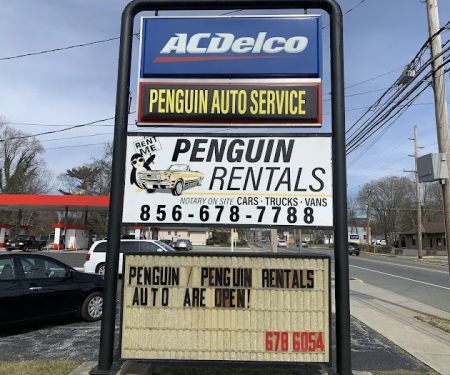 ACDelco
PENGUIN AUTO SERVICE
RENT ME
PENGUIN
RENTALS
NOTARY ON SITE CARS · TRUCKS · VANS
856-678-7788
PENGUIN / PENGUIN RENTALS
AUTO ARE OPEN!
678 6054